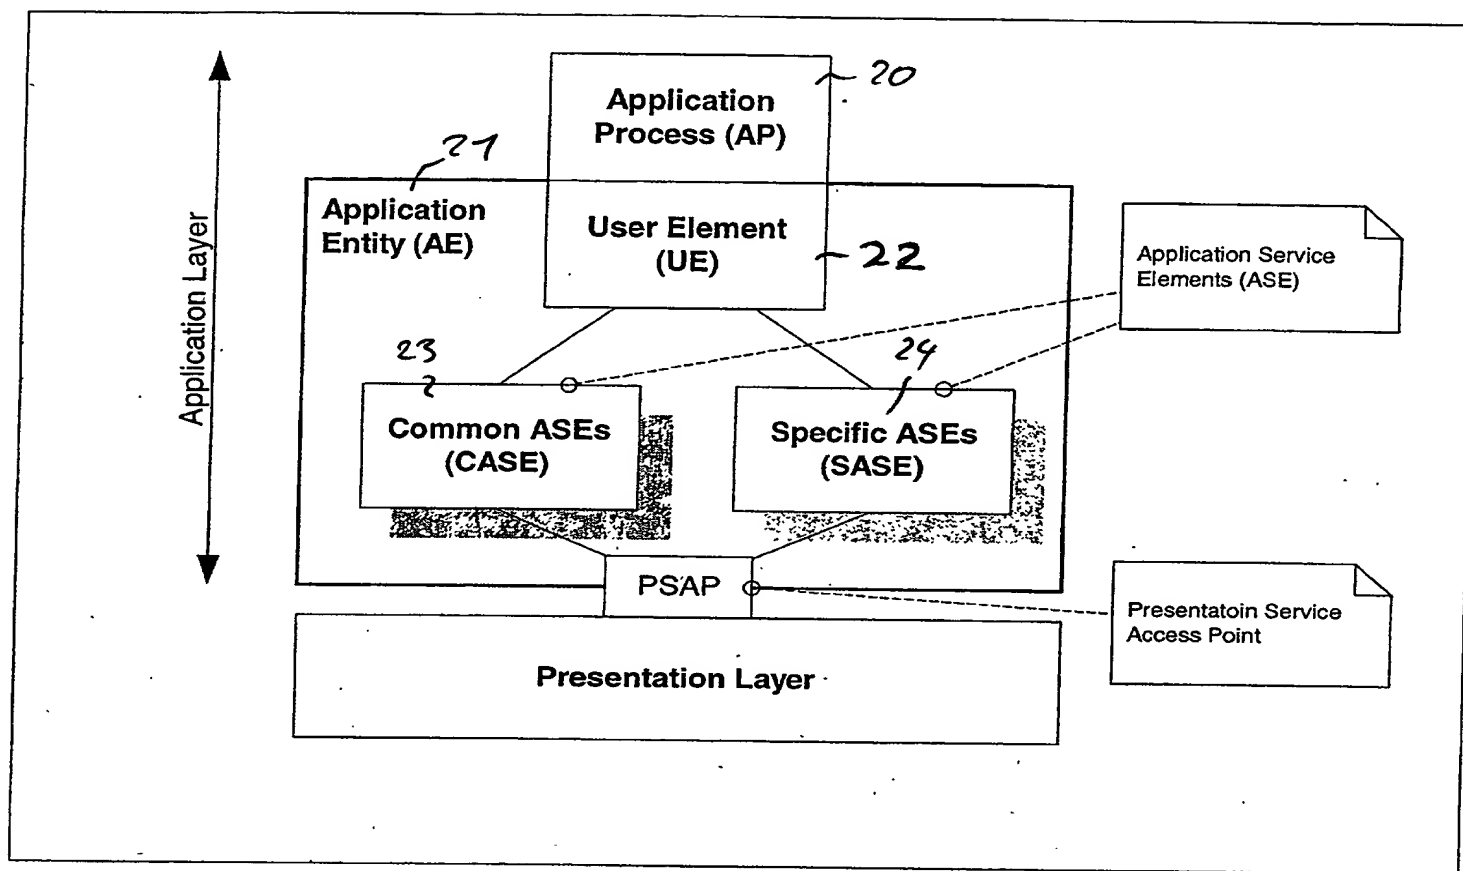 20
Application
Process (AP)
21
Application
Entity (AE)
User Element
(UE)
22
Application Layer
Application Service
Elements (ASE)
23
24
Common ASEs
(CASE)
Specific ASEs
(SASE)
PSAP
Presentatoin Service
Access Point
Presentation Layer